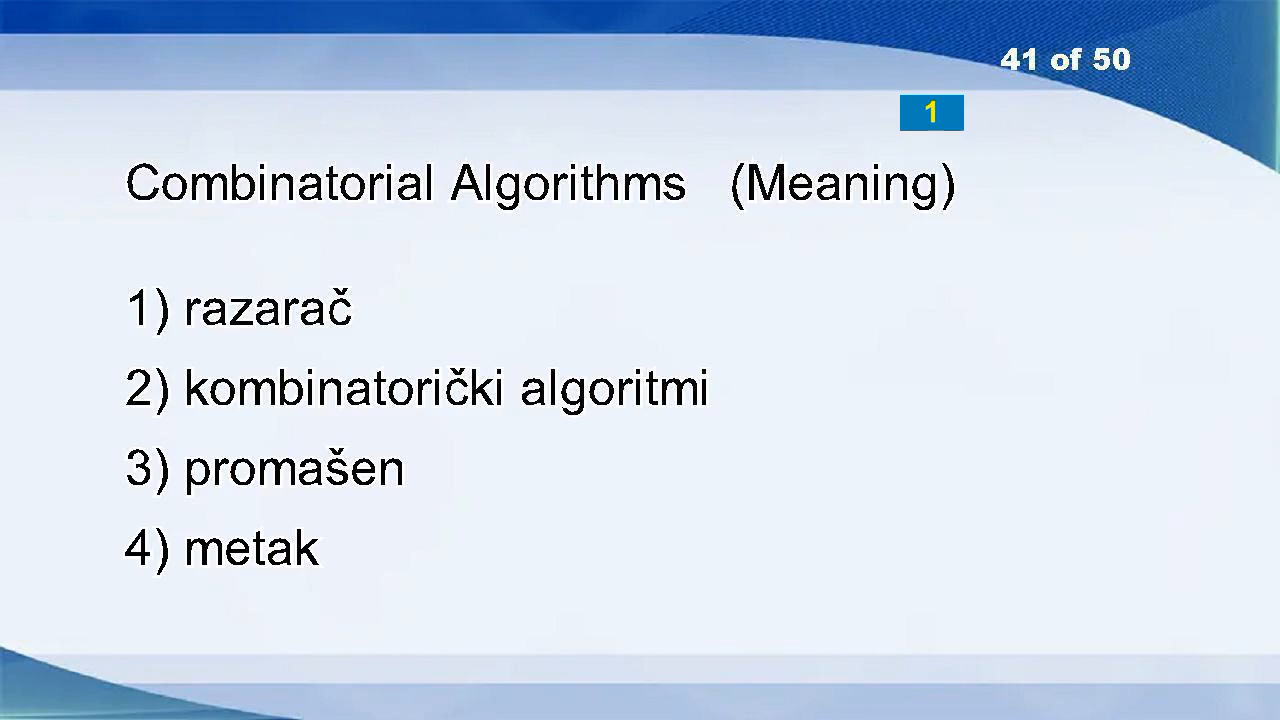 41 of 50
1
Combinatorial Algorithms (Meaning)
1) razarač
2) kombinatorički algoritmi
3) promašen
4) metak